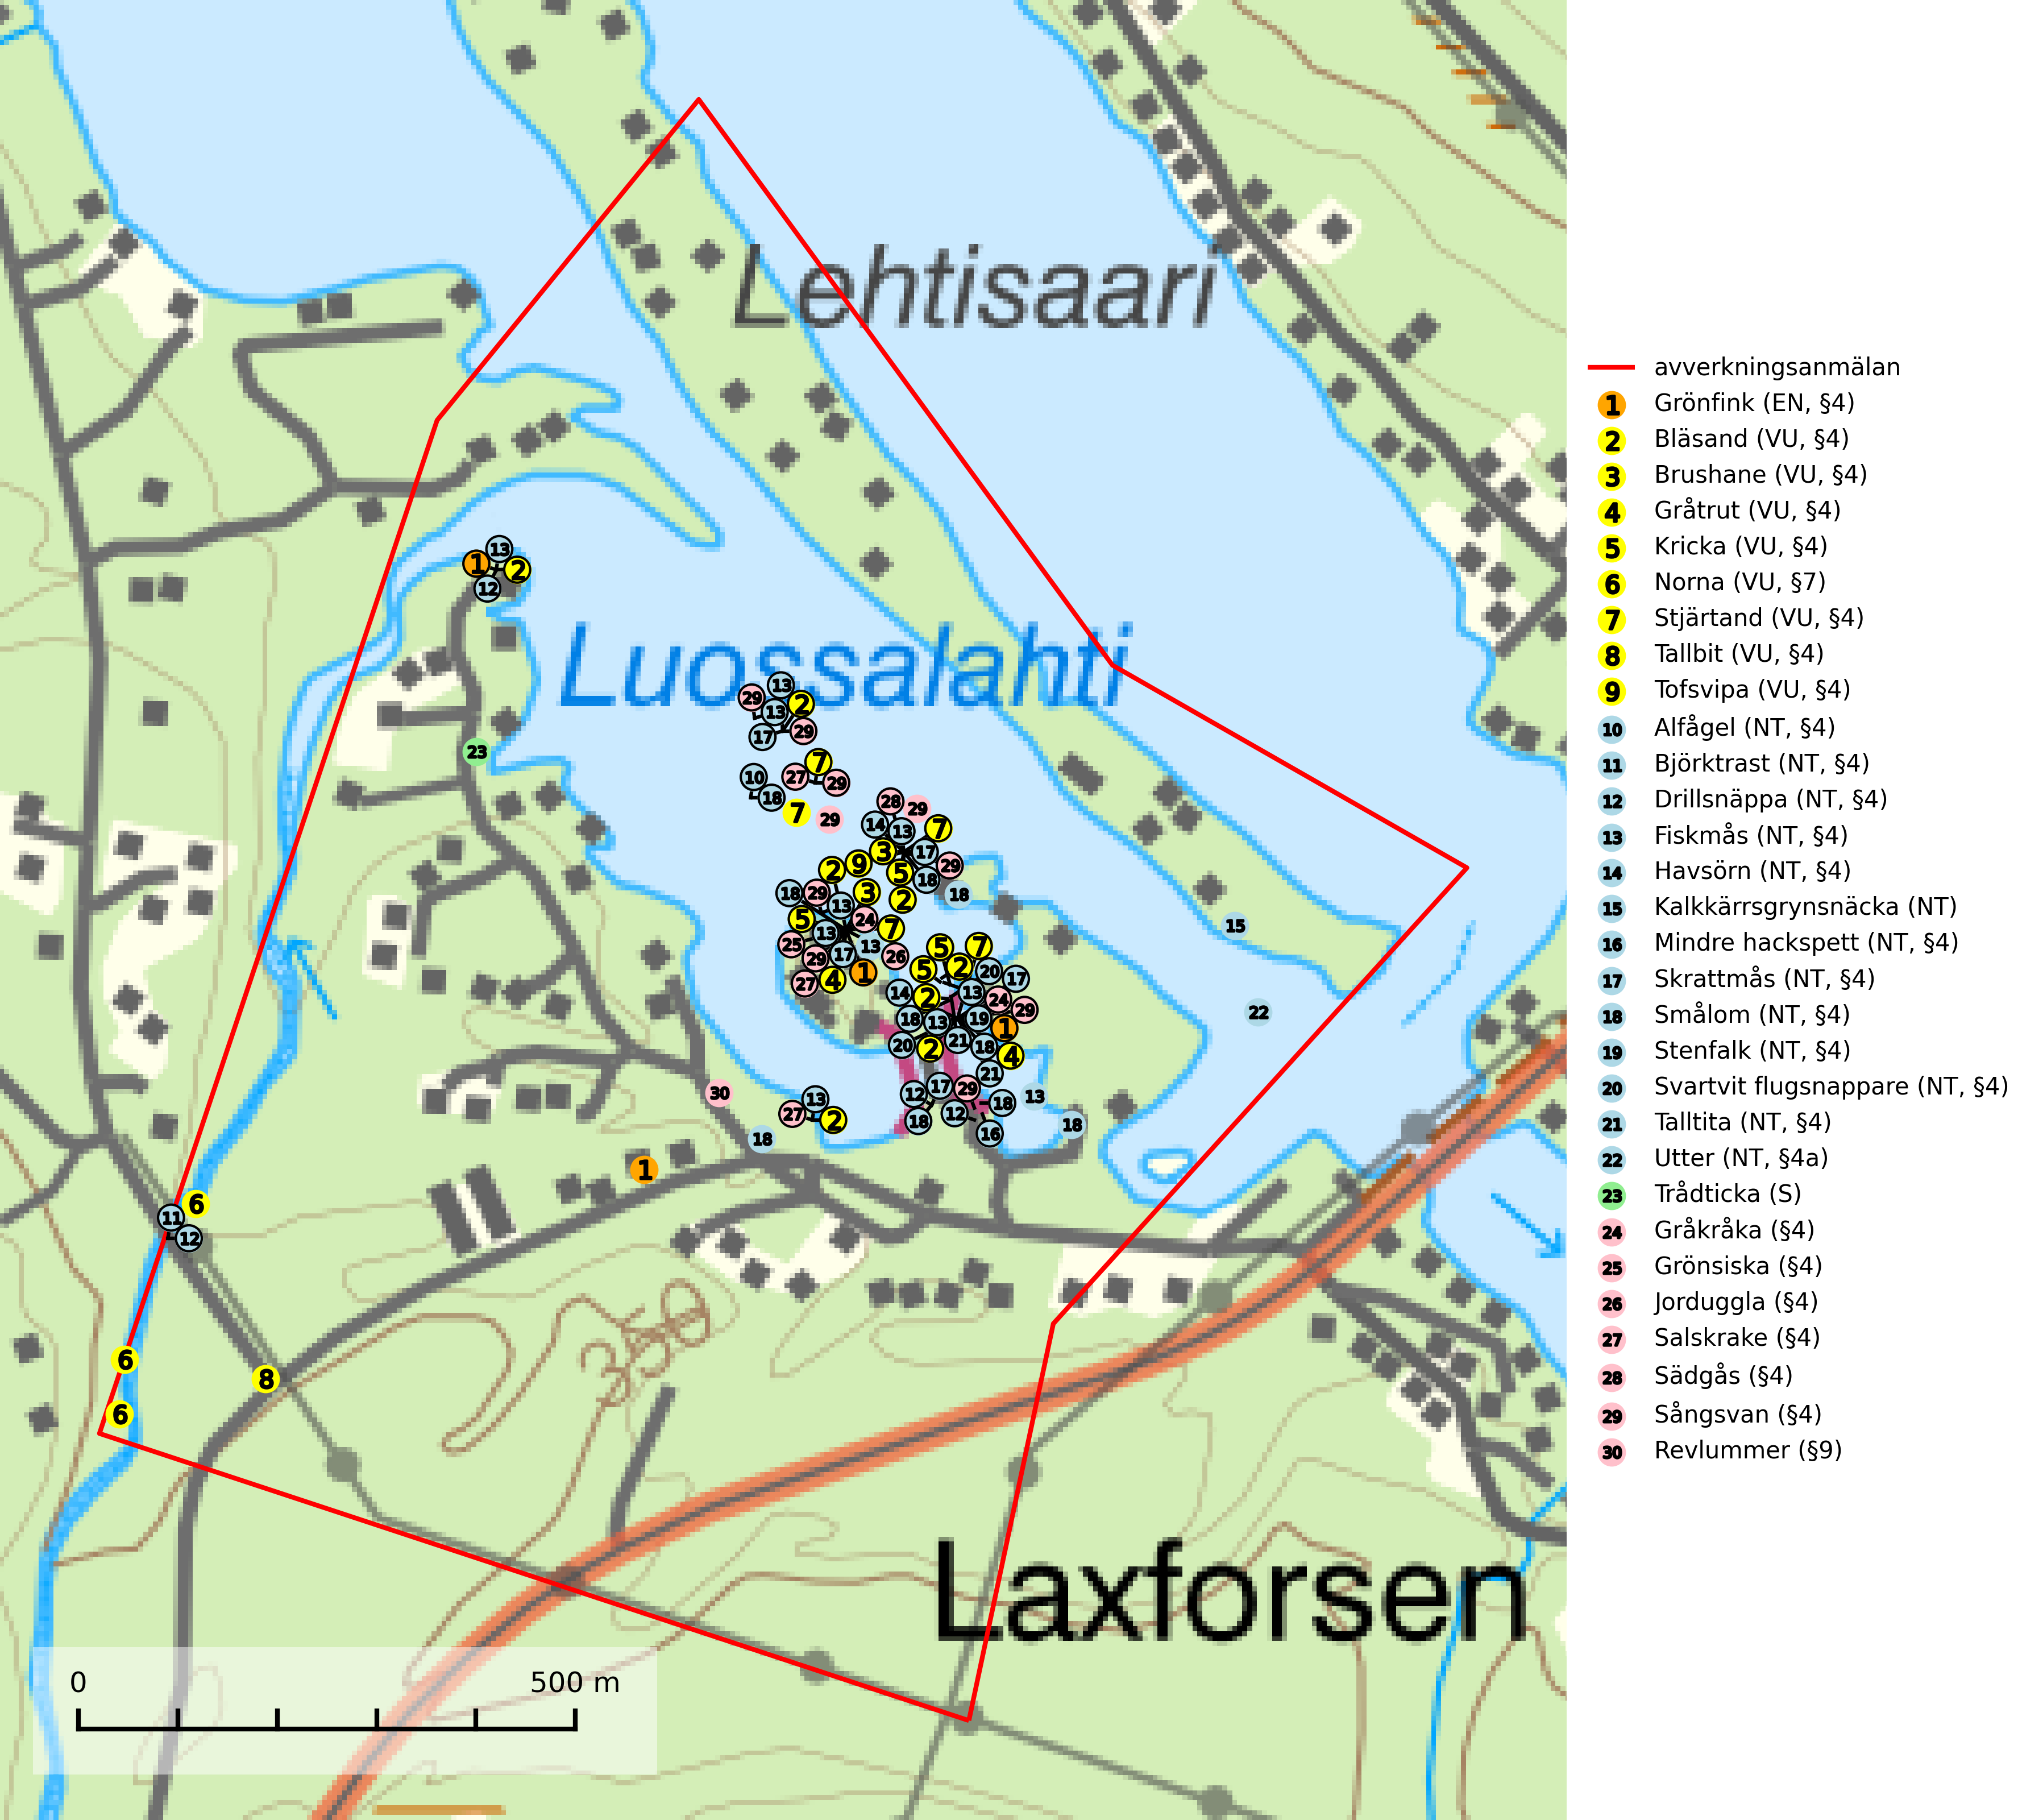 Lehtisaari
Luossalahti
350
Laxforsen
0 500 m
avverkningsanmälan
1 Grönfink (EN, §4)
2 Bläsand (VU, §4)
3 Brushane (VU, §4)
4 Gråtrut (VU, §4)
5 Kricka (VU, §4)
6 Norna (VU, §7)
7 Stjärtand (VU, §4)
8 Tallbit (VU, §4)
9 Tofsvipa (VU, §4)
10 Alfågel (NT, §4)
11 Björktrast (NT, §4)
12 Drillsnäppa (NT, §4)
13 Fiskmås (NT, §4)
14 Havsörn (NT, §4)
15 Kalkkärrsgrynsnäcka (NT)
16 Mindre hackspett (NT, §4)
17 Skrattmås (NT, §4)
18 Smålom (NT, §4)
19 Stenfalk (NT, §4)
20 Svartvit flugsnappare (NT, §4)
21 Talltita (NT, §4)
22 Utter (NT, §4a)
23 Trådticka (S)
24 Gråkråka (§4)
25 Grönsiska (§4)
26 Jorduggla (§4)
27 Salskrake (§4)
28 Sädgås (§4)
29 Sångsvan (§4)
30 Revlummer (§9)